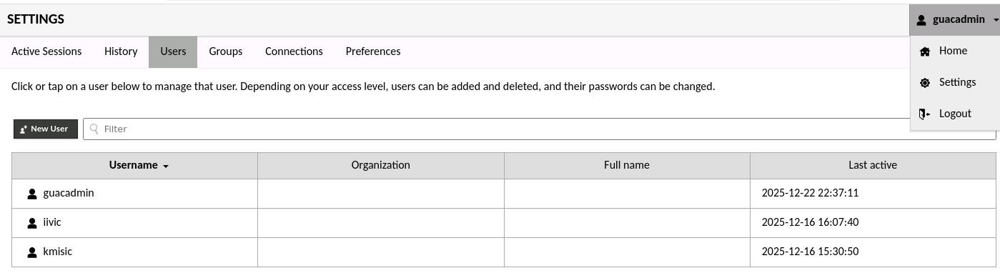 SETTINGS
guacadmin
Active Sessions History Users Groups Connections Preferences
Home
Settings
Logout
Click or tap on a user below to manage that user. Depending on your access level, users can be added and deleted, and their passwords can be changed.
New User
Filter
Username Organization Full name Last active
guacadmin 2025-12-22 22:37:11
iivic 2025-12-16 16:07:40
kmisic 2025-12-16 15:30:50